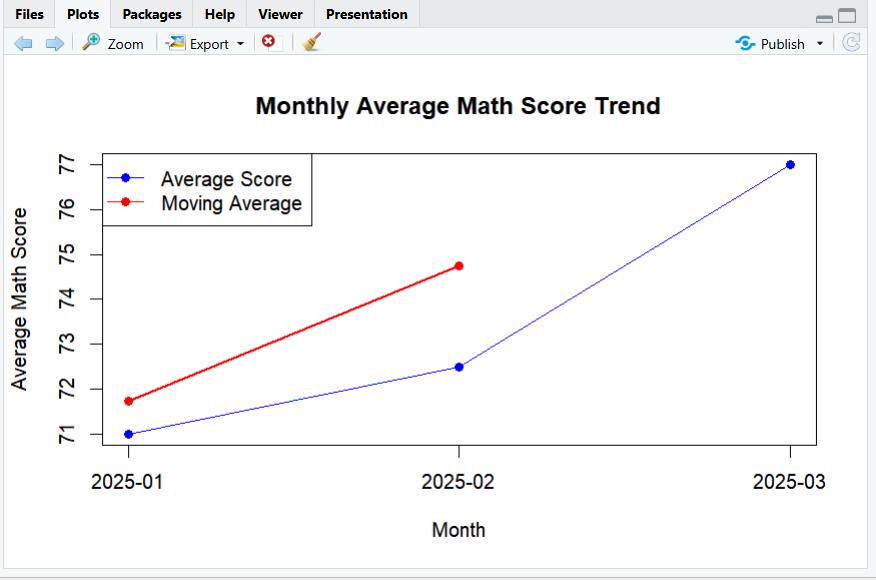 Files Plots Packages Help Viewer Presentation
Zoom Export Publish
Monthly Average Math Score Trend
Average Score
Moving Average
77
76
75
74
73
72
71
Average Math Score
2025-01 2025-02 2025-03
Month